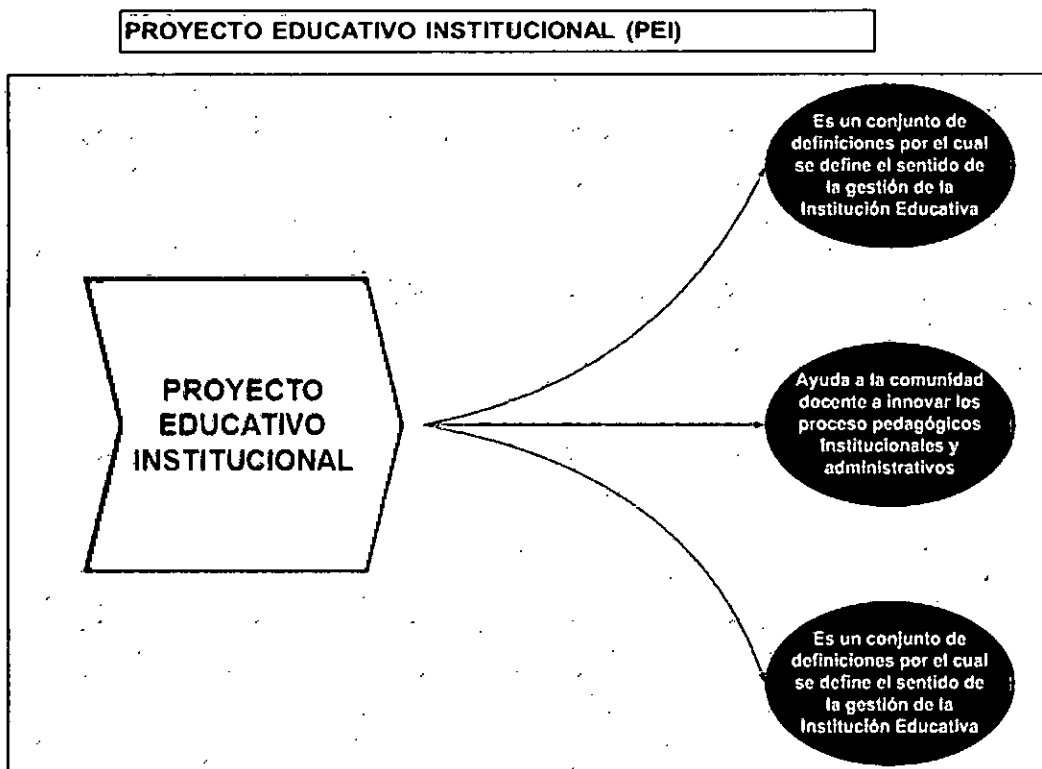 PROYECTO EDUCATIVO INSTITUCIONAL (PEI)
PROYECTO
EDUCATIVO
INSTITUCIONAL
Es un conjunto de
definiciones por el cual
se define el sentido de
la gestión de la
Institución Educativa
Ayuda a la comunidad
docente a innovar los
proceso pedagógicos
Institucionales y
administrativos
Es un conjunto de
definiciones por el cual
se define el sentido de
la gestión de la
Institución Educativa